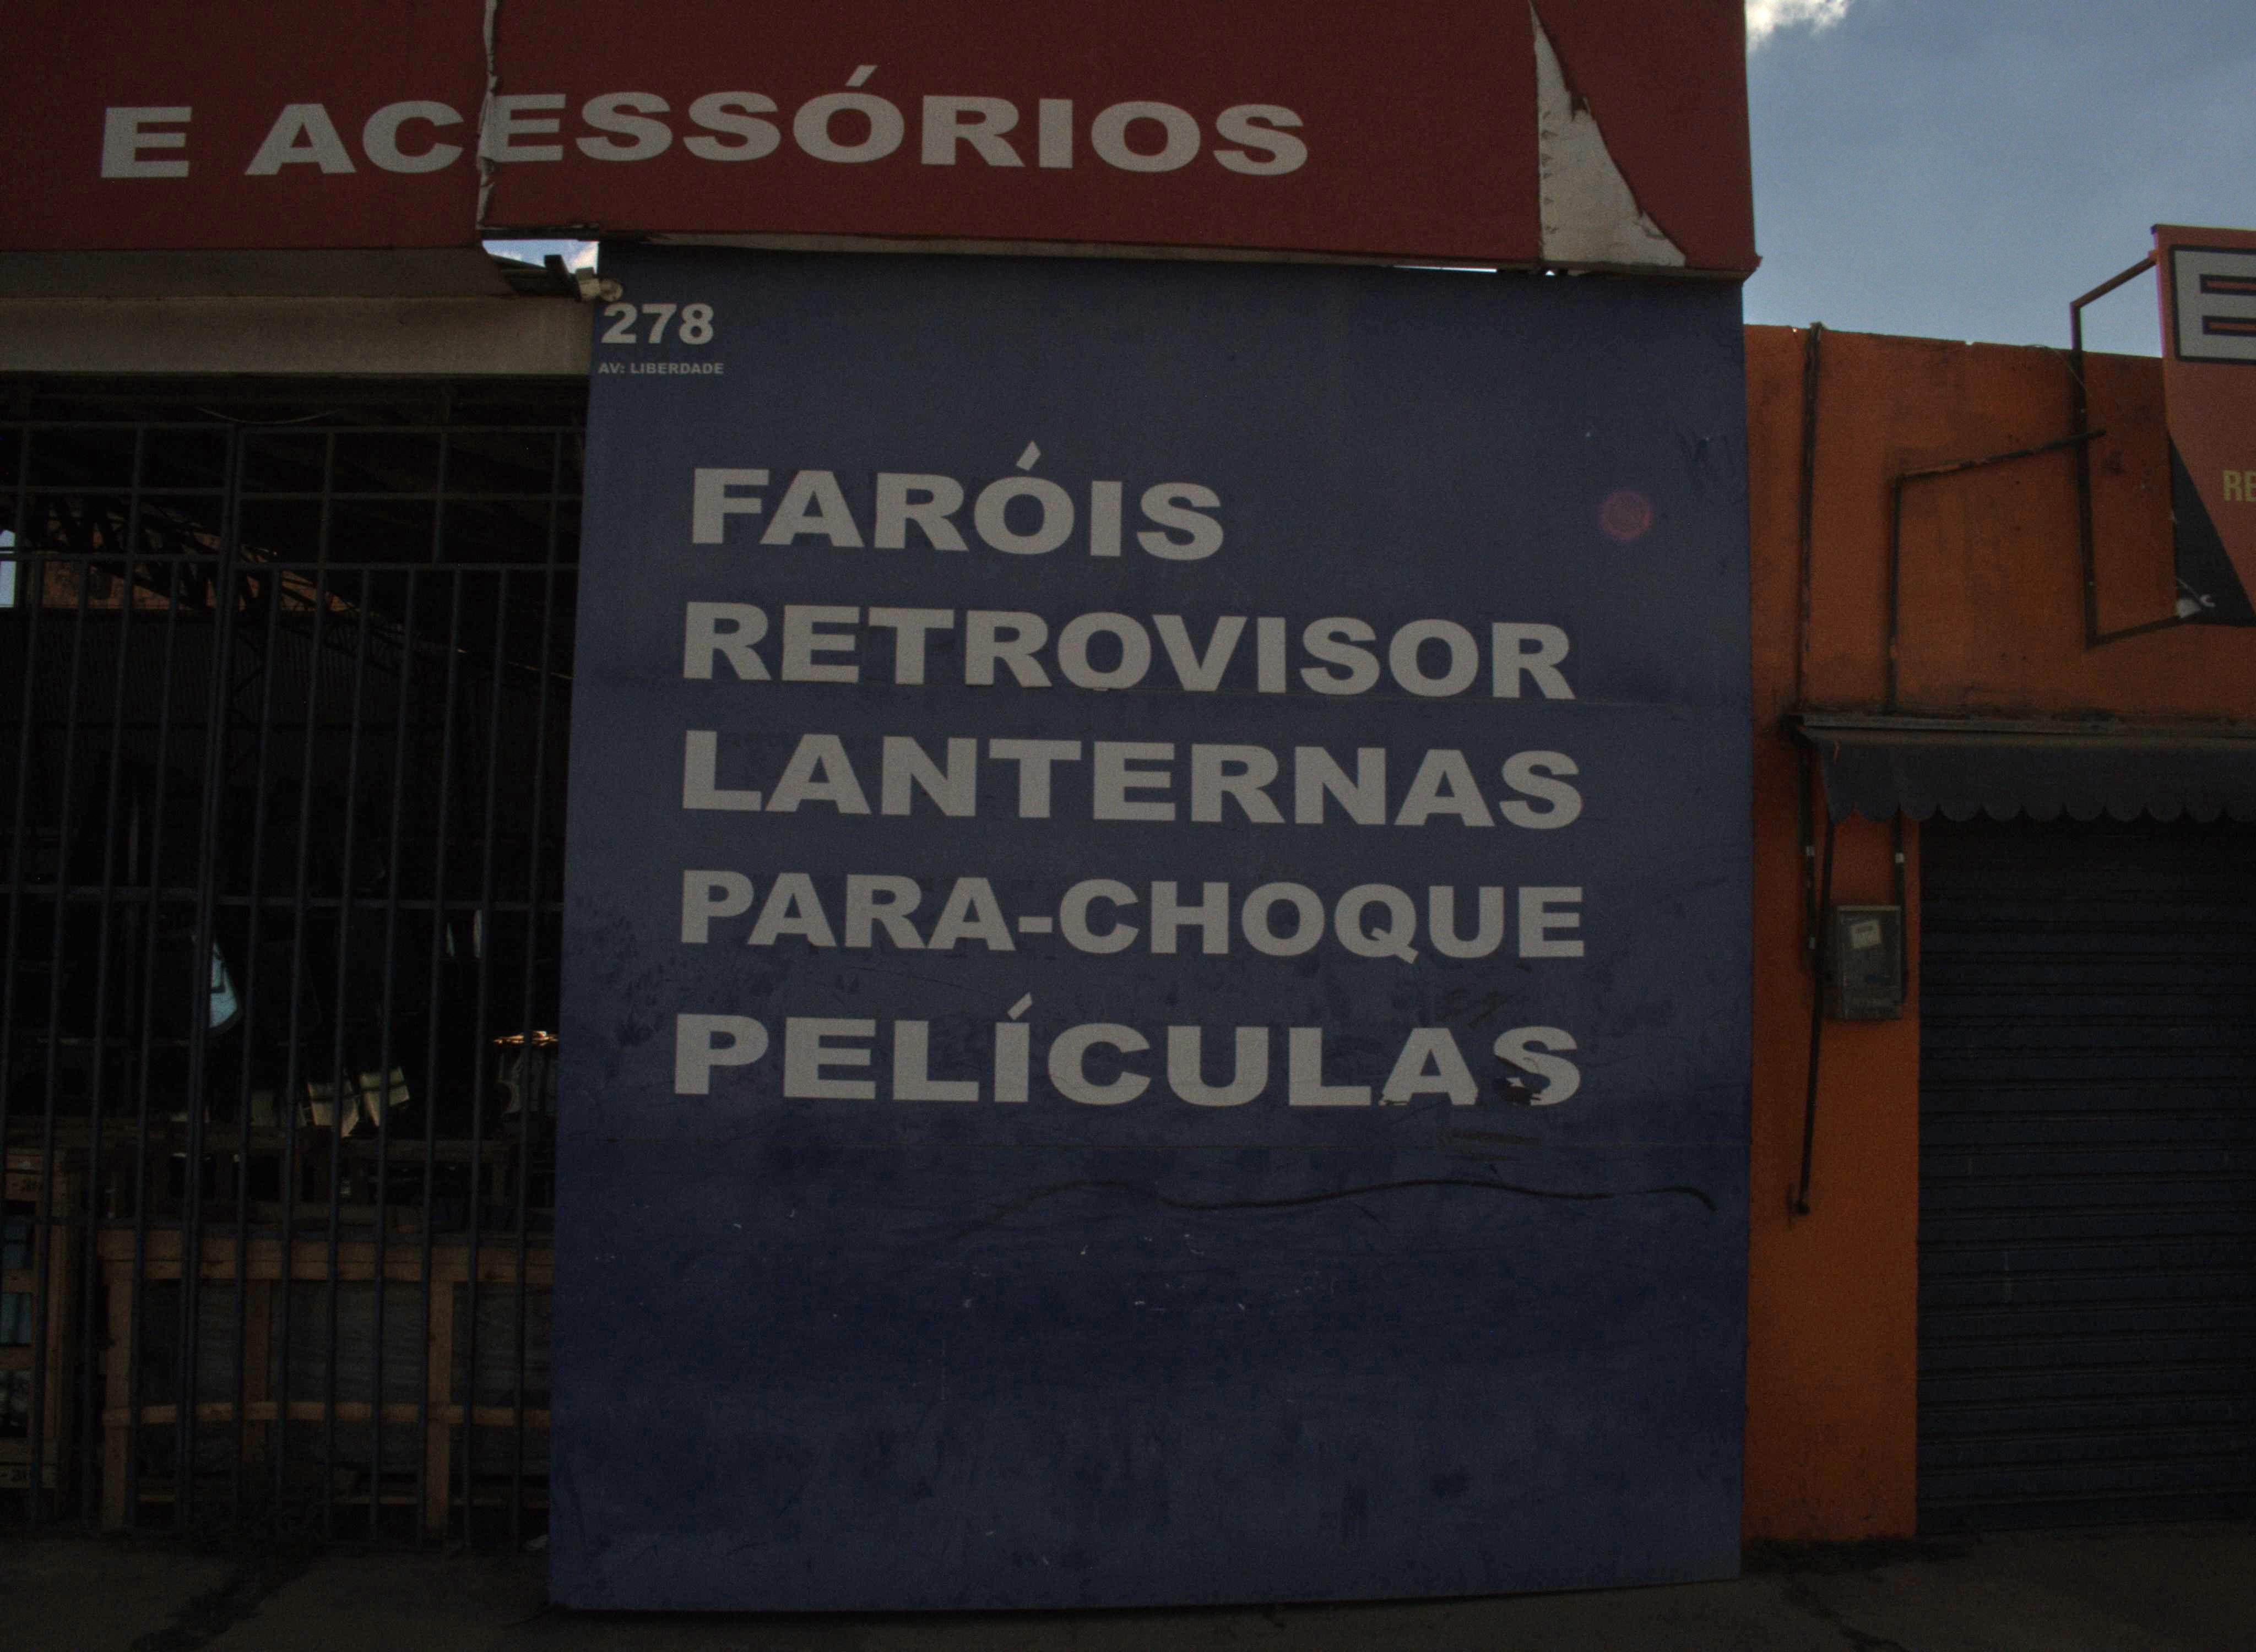 E ACESSÓRIOS
278
AV: LIBERDADE
FARÓIS
RETROVISOR
LANTERNAS
PARA-CHOQUE
PELÍCULAS